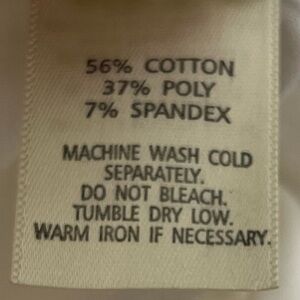 56% COTTON
37% POLY
7% SPANDEX
MACHINE WASH COLD
SEPARATELY.
DO NOT BLEACH.
TUMBLE DRY LOW.
WARM IRON IF NECESSARY.